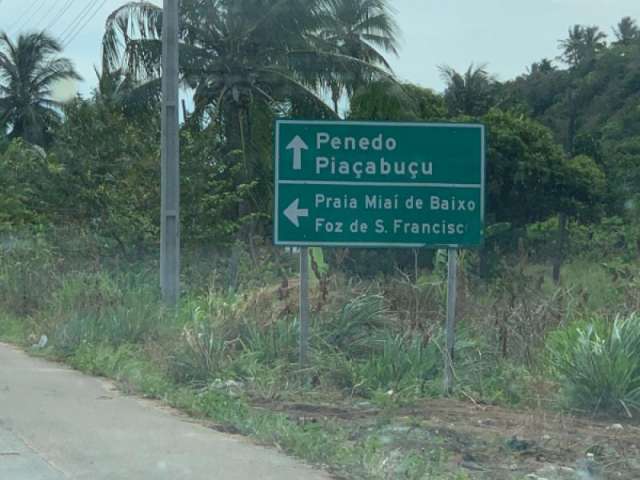 Penedo
Piaçabuçu
Praia Miaí de Baixo
Foz de S. Francisc